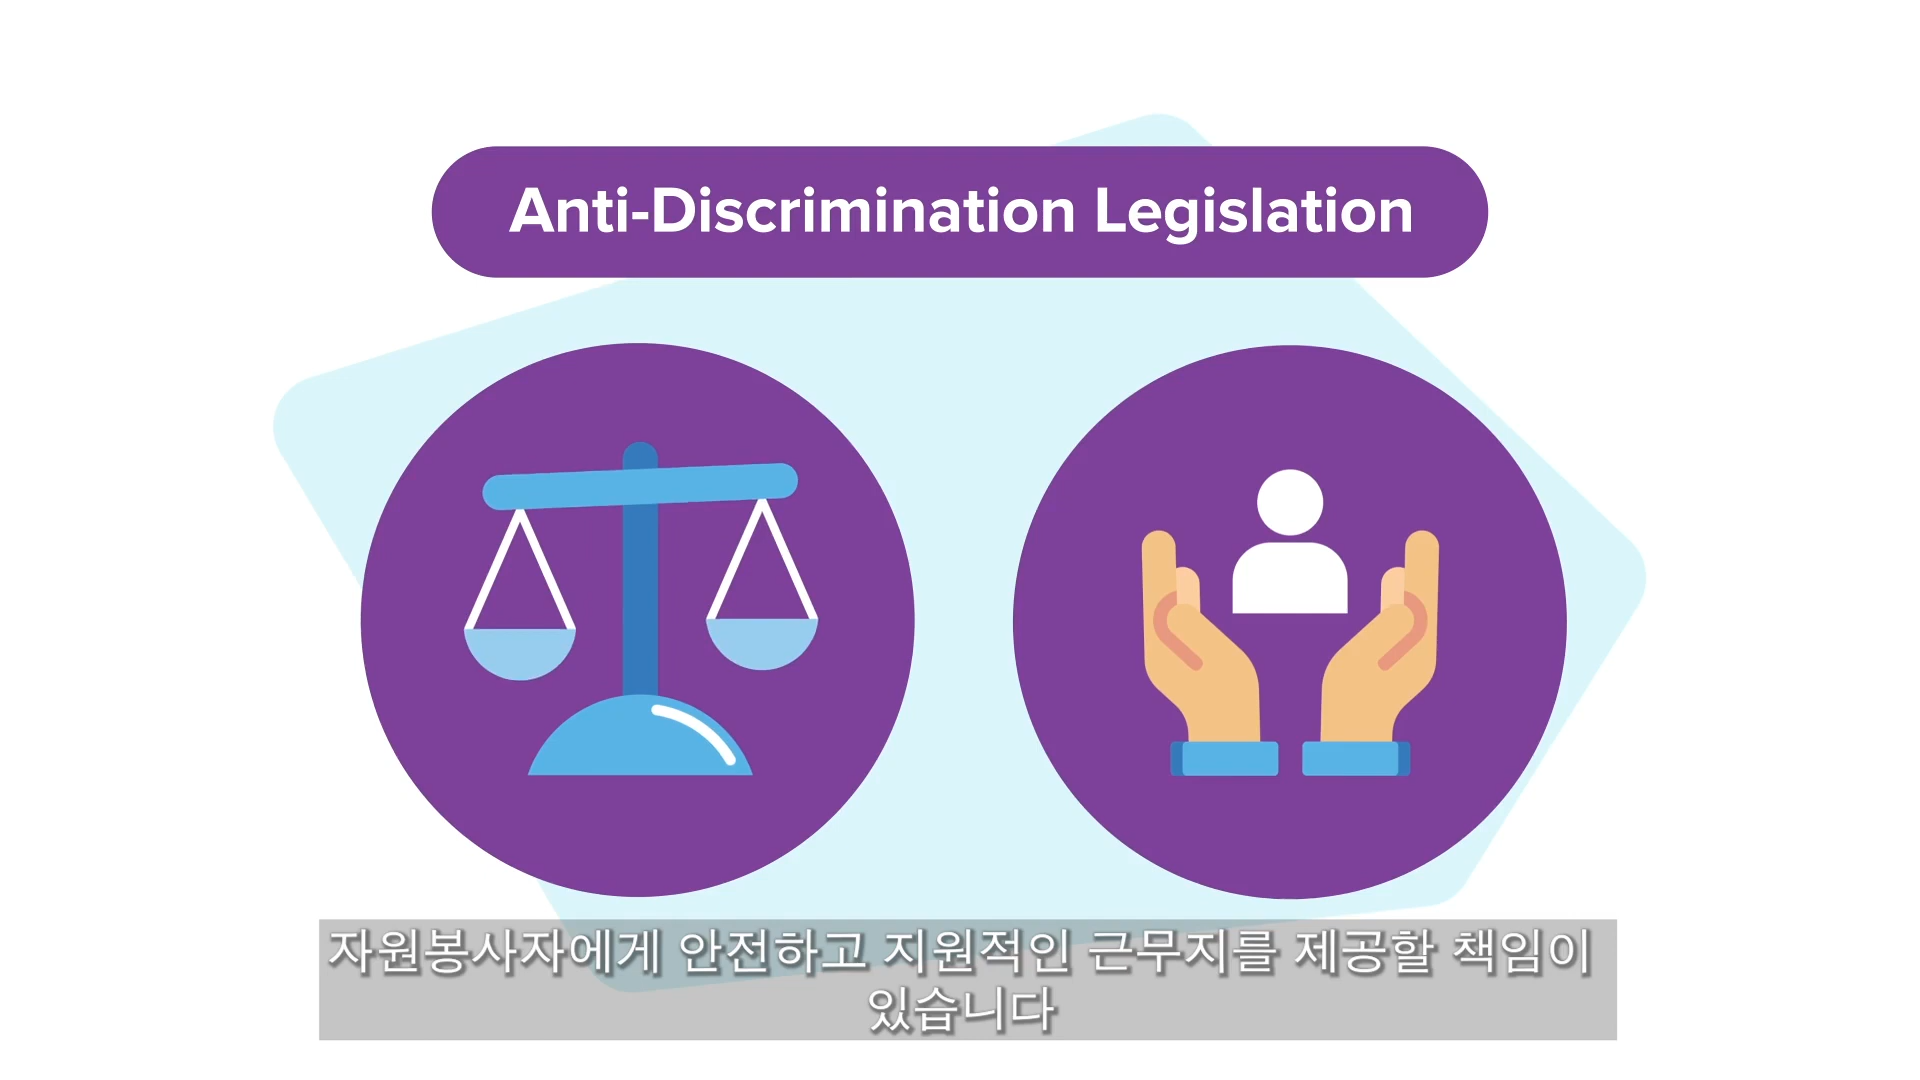 Anti-Discrimination Legislation
자원봉사자에게 안전하고 지원적인 근무지를 제공할 책임이
있습니다